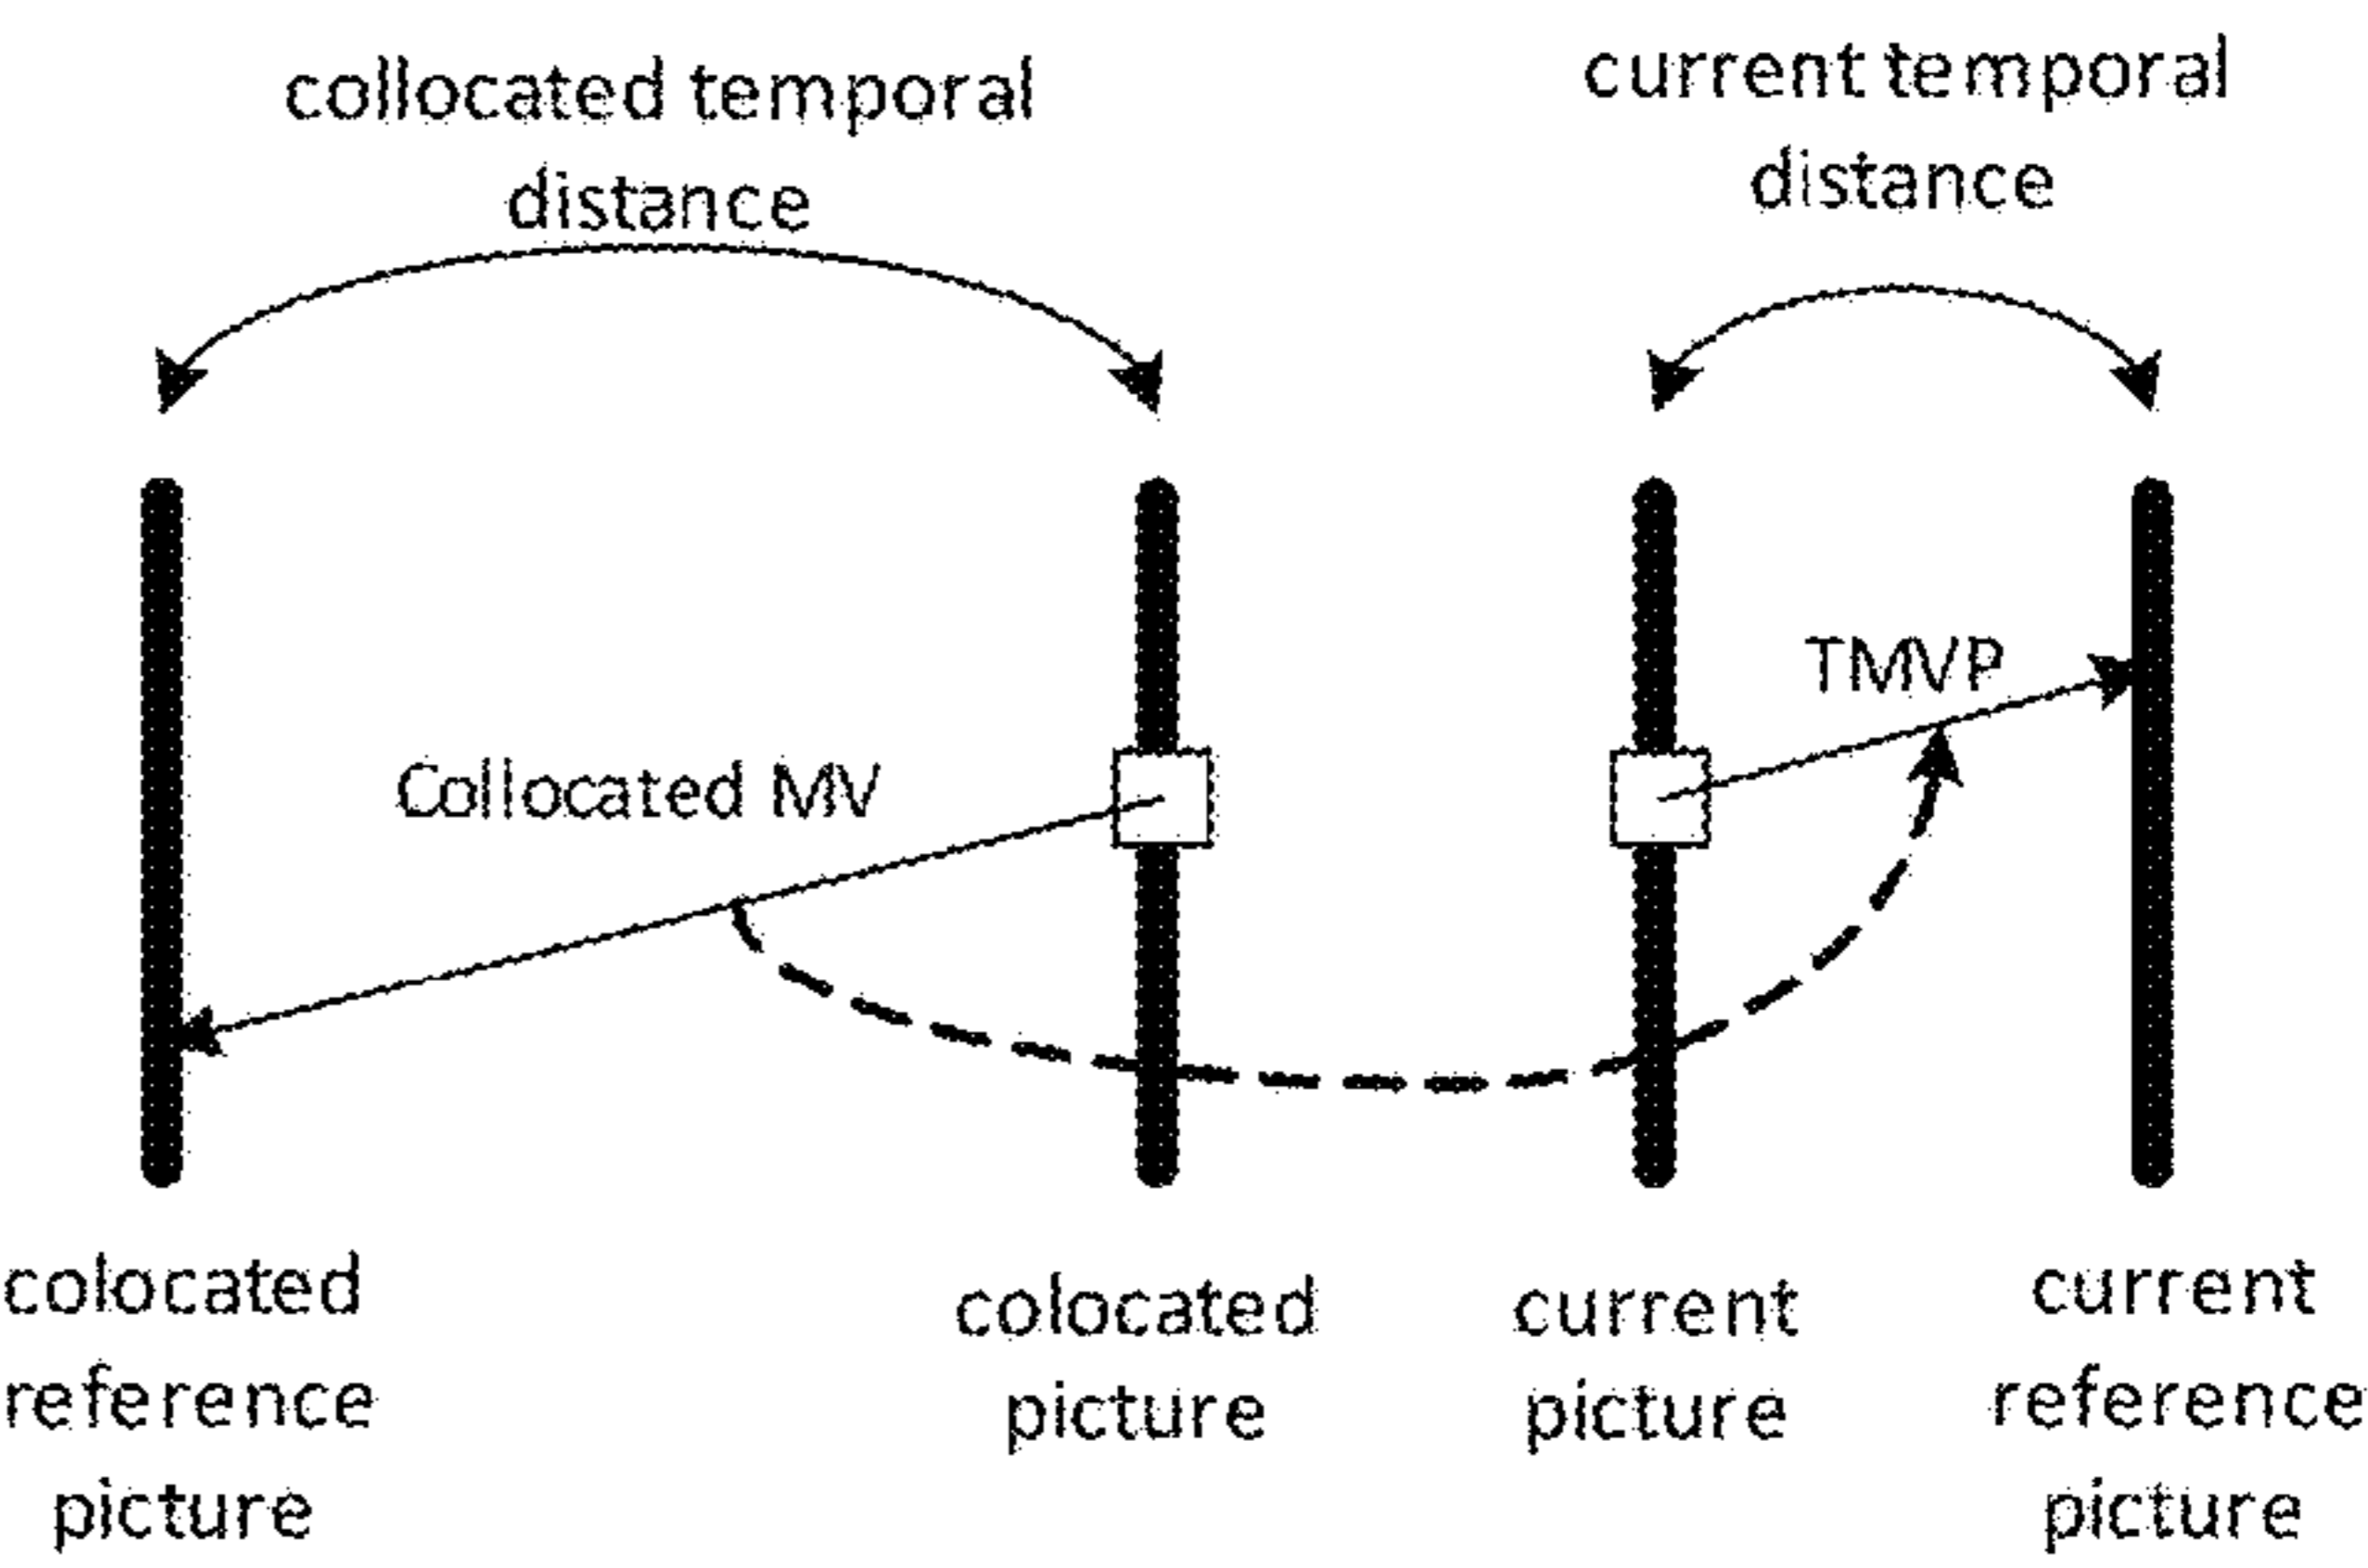 collocated temporal
distance
current temporal
distance
TMVP
Collocated MV
colocated
reference
picture
colocated
picture
current
picture
current
reference
picture